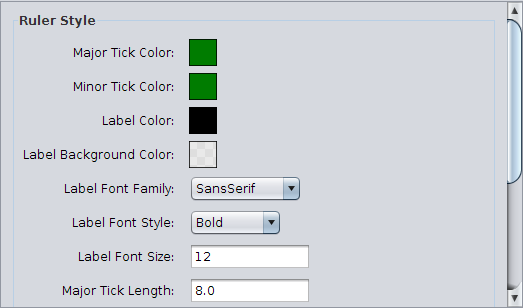 Ruler Style
Major Tick Color:
Minor Tick Color:
Label Color:
Label Background Color:
Label Font Family: SansSerif
Label Font Style: Bold
Label Font Size: 12
Major Tick Length: 8.0